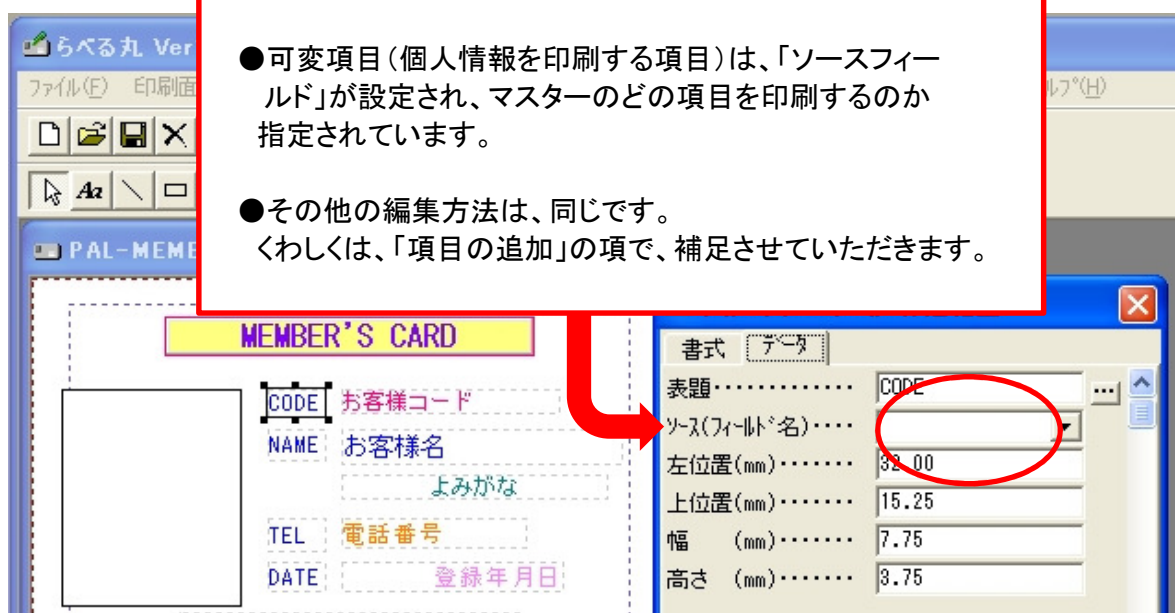 らべる丸 Ver
ファイル(F) 印刷面
ルプ(H)
●可変項目(個人情報を印刷する項目)は、「ソースフィー
ルド」が設定され、マスターのどの項目を印刷するのか
指定されています。
●その他の編集方法は、同じです。
くわしくは、「項目の追加」の項で、補足させていただきます。
Aa
PAL-MEME
MEMBER'S CARD
CODE お客様コード
NAME お客様名
よみがな
TEL 電話番号
DATE 登録年月日
書式 データ
表題・・・・・・・・・・・・・ CODE ...
ソース(フィールド名)・・・・
左位置(mm)・・・・・・・ 32.00
上位置(mm)・・・・・・・ 15.25
幅 (mm)・・・・・・・ 7.75
高さ (mm)・・・・・・・ 3.75